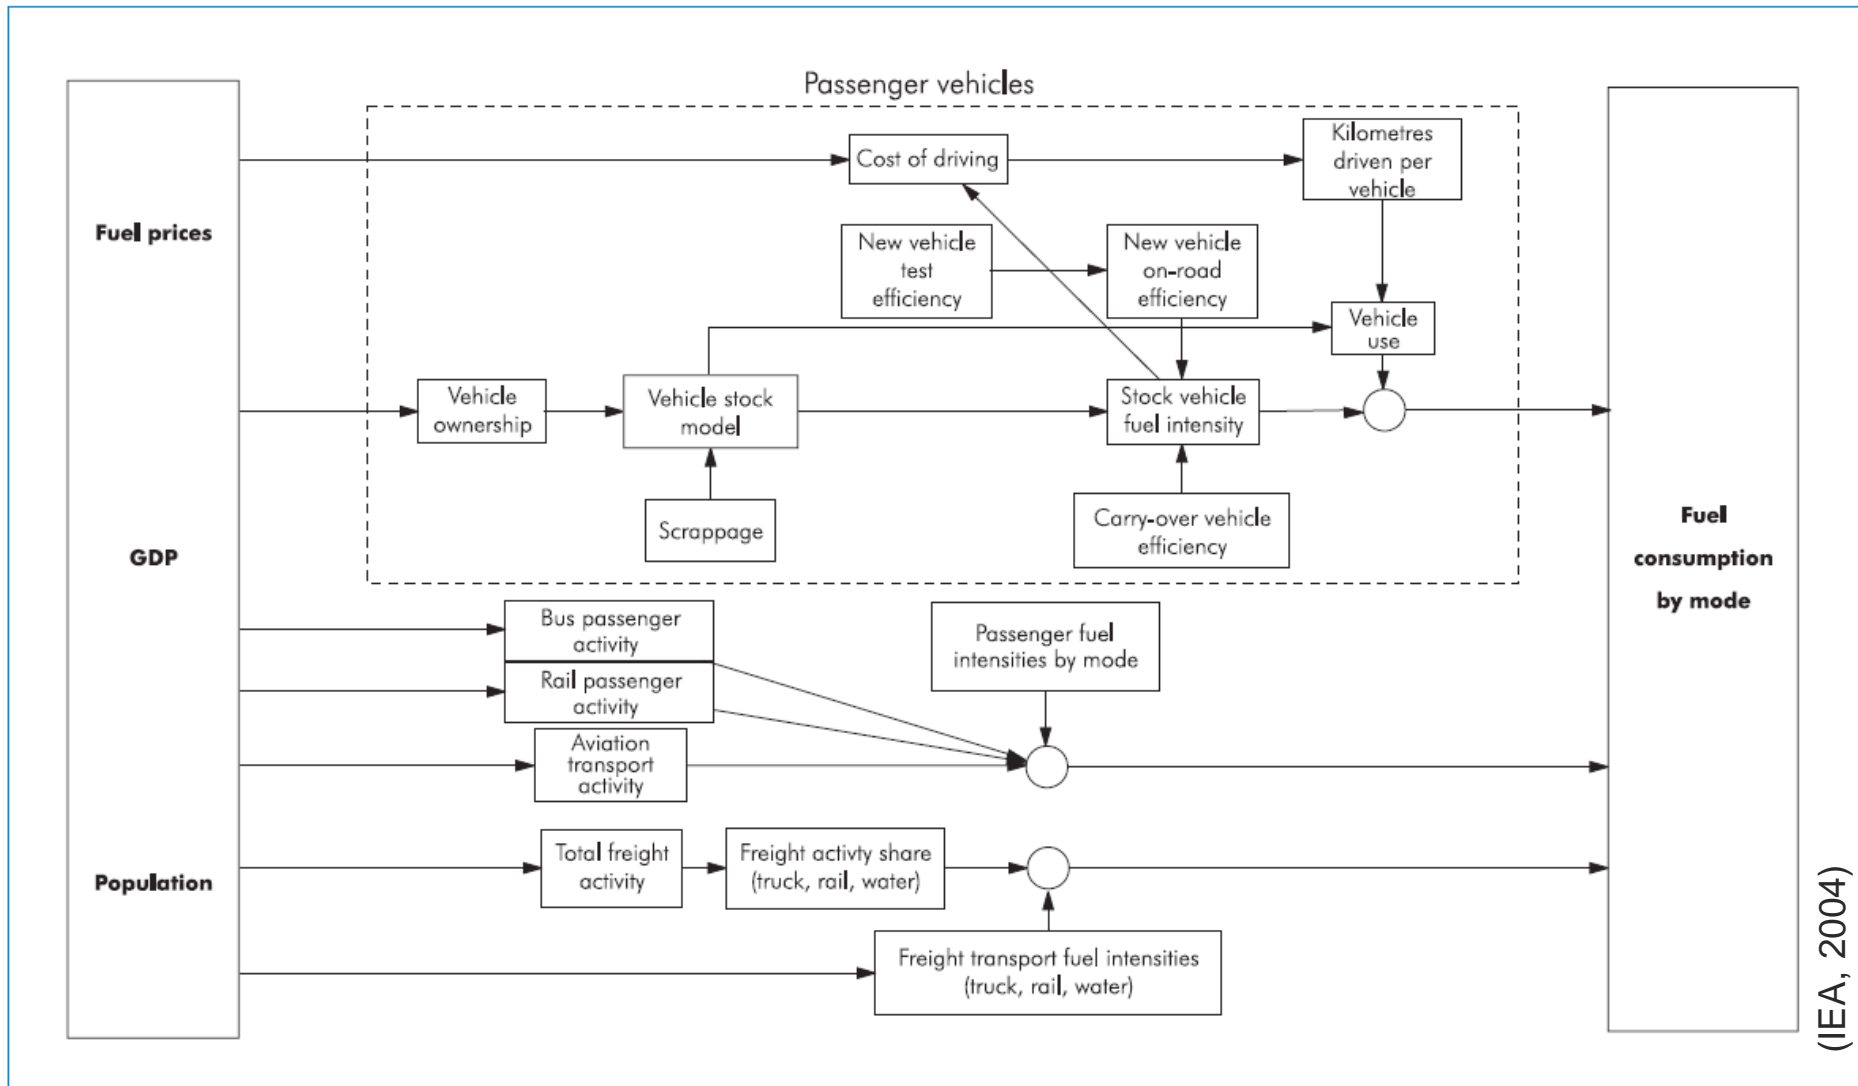 Passenger vehicles
Fuel prices
GDP
Population
Cost of driving
Kilometres
driven per
vehicle
New vehicle
test
efficiency
New vehicle
on-road
efficiency
Vehicle
use
Vehicle
ownership
Vehicle stock
model
Stock vehicle
fuel intensity
Scrappage
Carry-over vehicle
efficiency
Bus passenger
activity
Rail passenger
activity
Aviation
transport
activity
Passenger fuel
intensities by mode
Total freight
activity
Freight activty share
(truck, rail, water)
Freight transport fuel intensities
(truck, rail, water)
Fuel
consumption
by mode
(IEA, 2004)